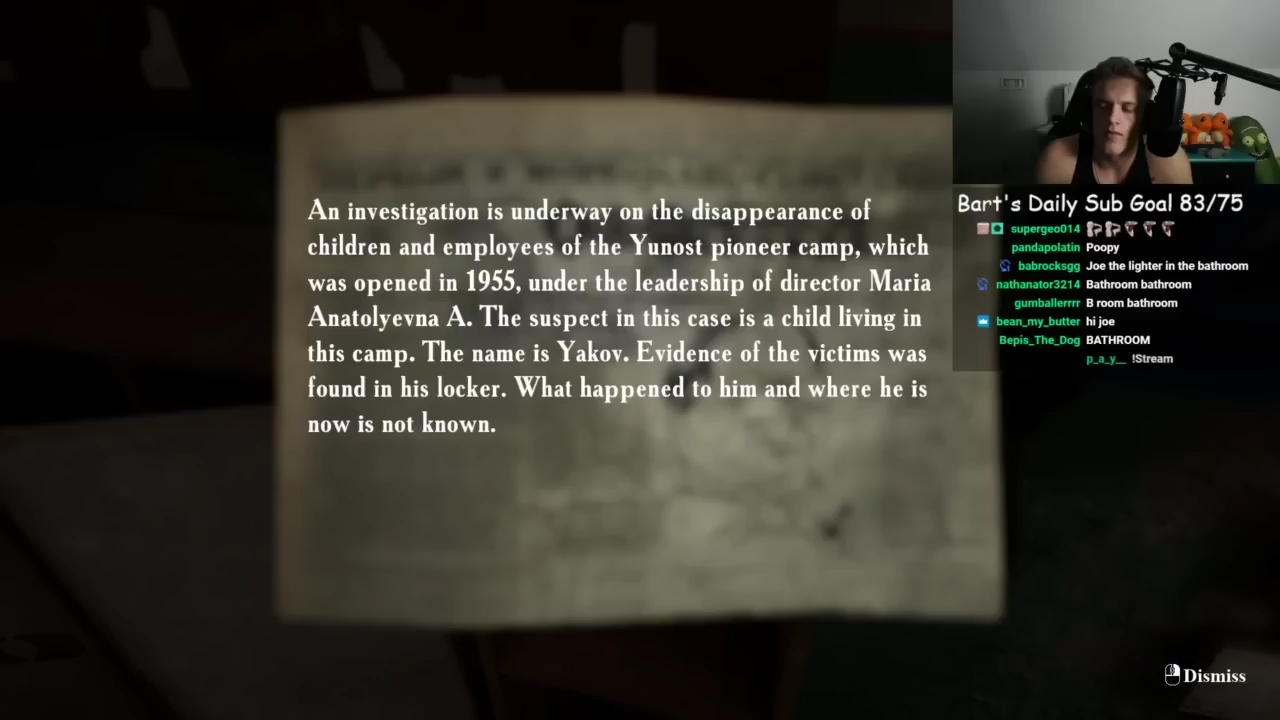 An investigation is underway on the disappearance of
children and employees of the Yunost pioneer camp, which
was opened in 1955, under the leadership of director Maria
Anatolyevna A. The suspect in this case is a child living in
this camp. The name is Yakov. Evidence of the victims was
found in his locker. What happened to him and where he is
now is not known.
Dismiss
Bart's Daily Sub Goal 83/75
supergeo014
pandapolatin Poopy
babrocksgg Joe the lighter in the bathroom
nathanator3214 Bathroom bathroom
gumballerrrr B room bathroom
bean_my_butter hi joe
Bepis_The_Dog BATHROOM
p_a_y__ !Stream